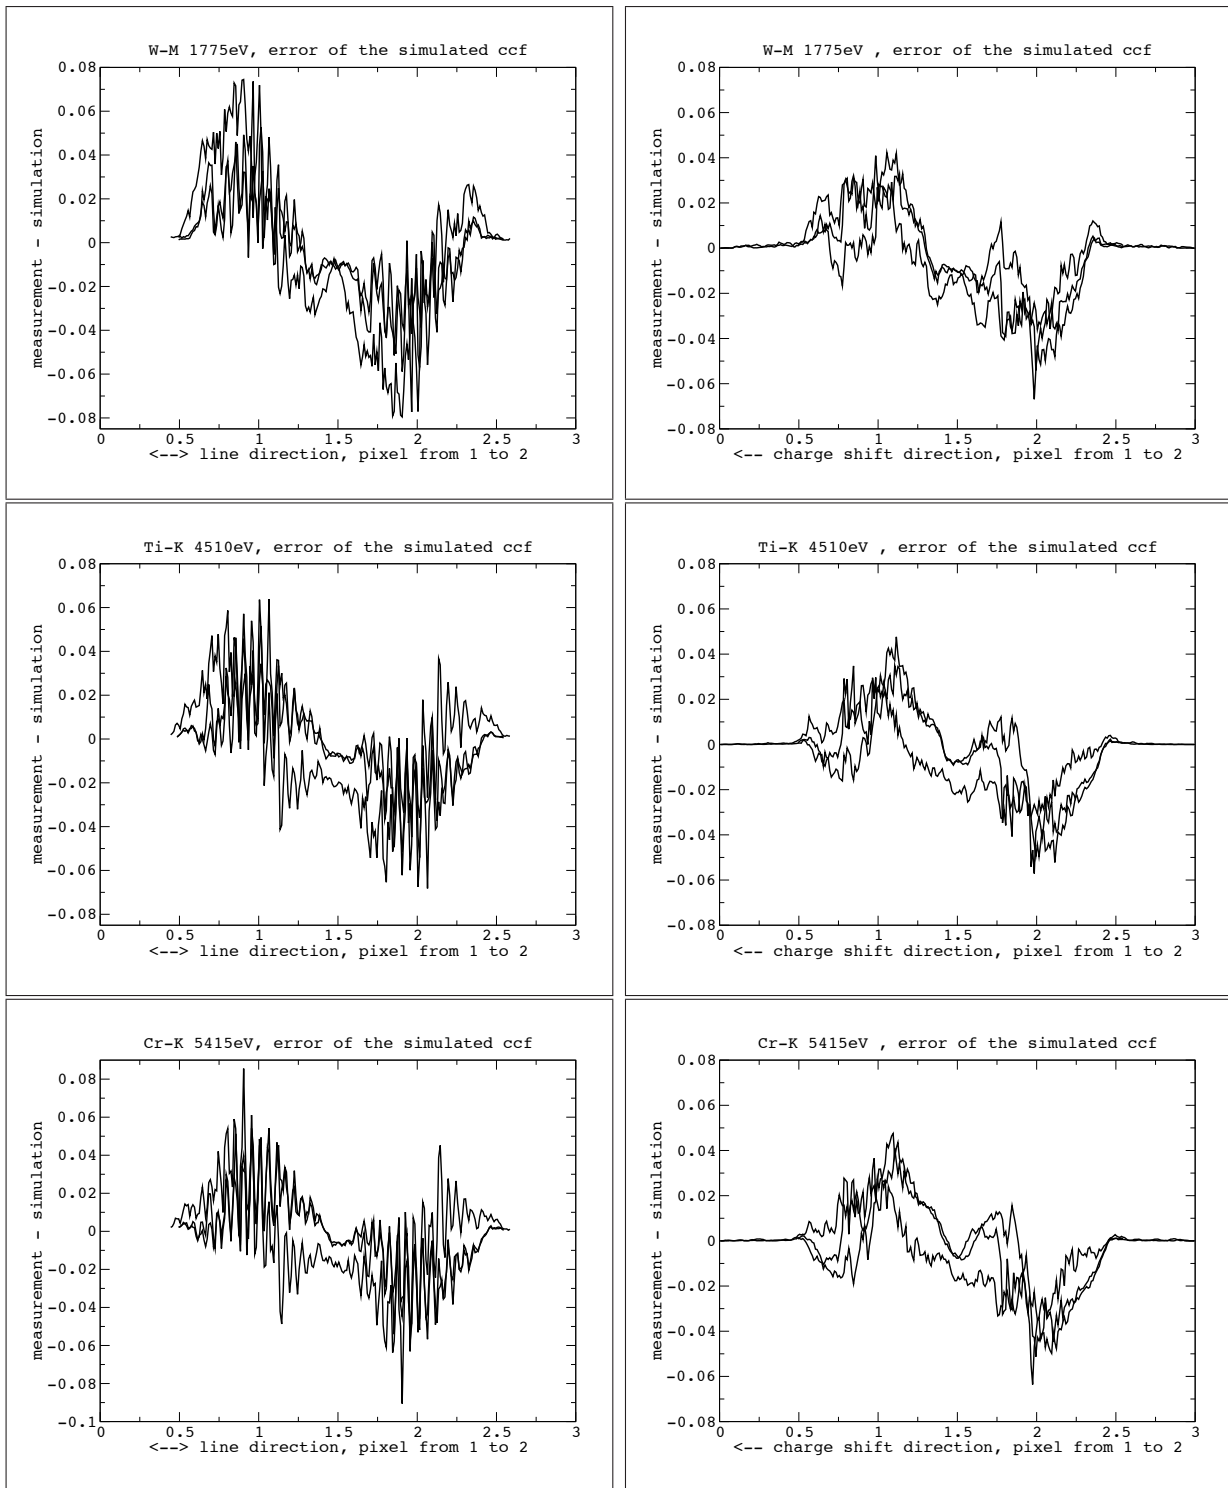 W-M 1775eV, error of the simulated ccf
0.08
0.06
0.04
0.02
0
-0.02
-0.04
-0.06
-0.08
measurement - simulation
0 0.5 1 1.5 2 2.5 3
<--> line direction, pixel from 1 to 2
W-M 1775eV , error of the simulated ccf
0.08
0.06
0.04
0.02
0
-0.02
-0.04
-0.06
-0.08
measurement - simulation
0 0.5 1 1.5 2 2.5 3
<-- charge shift direction, pixel from 1 to 2
Ti-K 4510eV, error of the simulated ccf
0.08
0.06
0.04
0.02
0
-0.02
-0.04
-0.06
-0.08
measurement - simulation
0 0.5 1 1.5 2 2.5 3
<--> line direction, pixel from 1 to 2
Ti-K 4510eV , error of the simulated ccf
0.08
0.06
0.04
0.02
0
-0.02
-0.04
-0.06
-0.08
measurement - simulation
0 0.5 1 1.5 2 2.5 3
<-- charge shift direction, pixel from 1 to 2
Cr-K 5415eV, error of the simulated ccf
0.08
0.06
0.04
0.02
0
-0.02
-0.04
-0.06
-0.08
-0.1
measurement - simulation
0 0.5 1 1.5 2 2.5 3
<--> line direction, pixel from 1 to 2
Cr-K 5415eV , error of the simulated ccf
0.08
0.06
0.04
0.02
0
-0.02
-0.04
-0.06
-0.08
measurement - simulation
0 0.5 1 1.5 2 2.5 3
<-- charge shift direction, pixel from 1 to 2